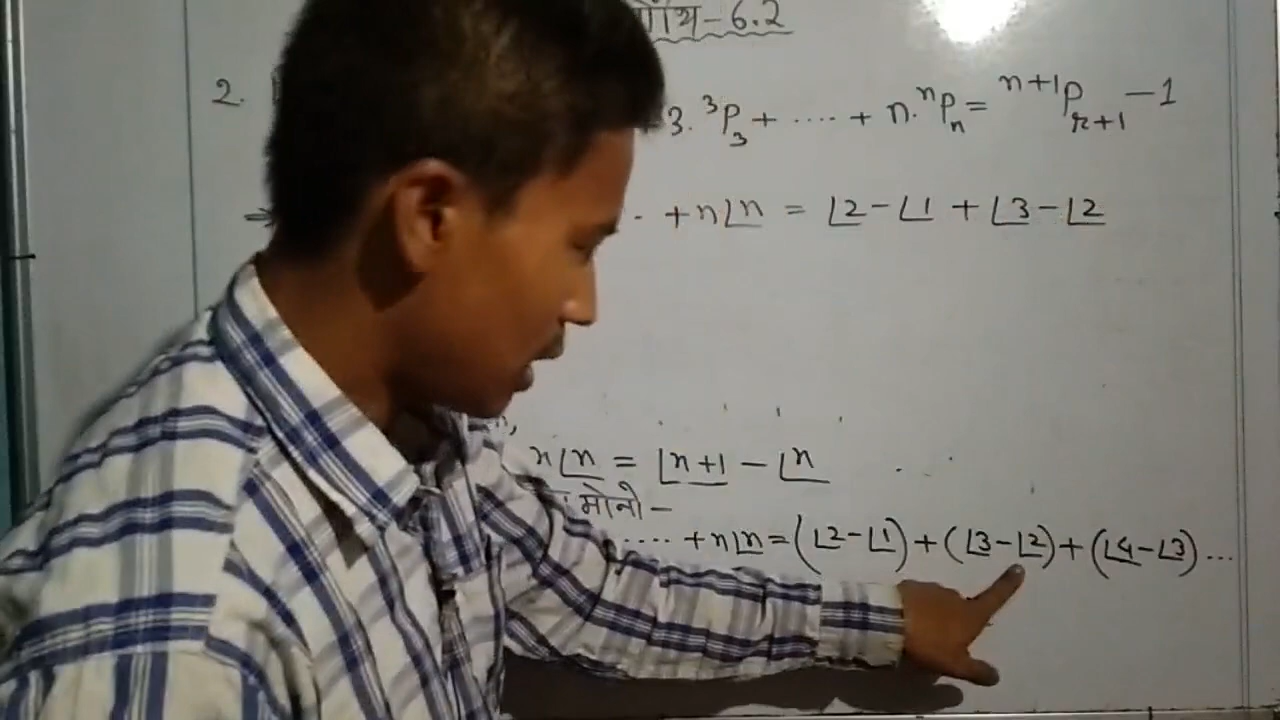 – 6.2
2. 3. ³P₃ + .... + n. ⁿPₙ = ⁿ⁺¹Pᵣ₊₁ – 1
⇒ .. + n⌊n = ⌊2 – ⌊1 + ⌊3 – ⌊2
n⌊n = ⌊n+1 – ⌊n
मोनो –
.... + n⌊n = (⌊2 – ⌊1) + (⌊3 – ⌊2) + (⌊4 – ⌊3) ...